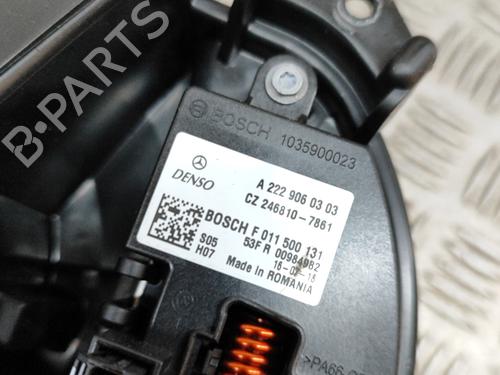 BOSCH 1035900023
DENSO
A 222 906 03 03
CZ 246810-7861
BOSCH F 011 500 131
S05
H07
53F R 00984982
Made in ROMANIA
>PA66-
B-PARTS